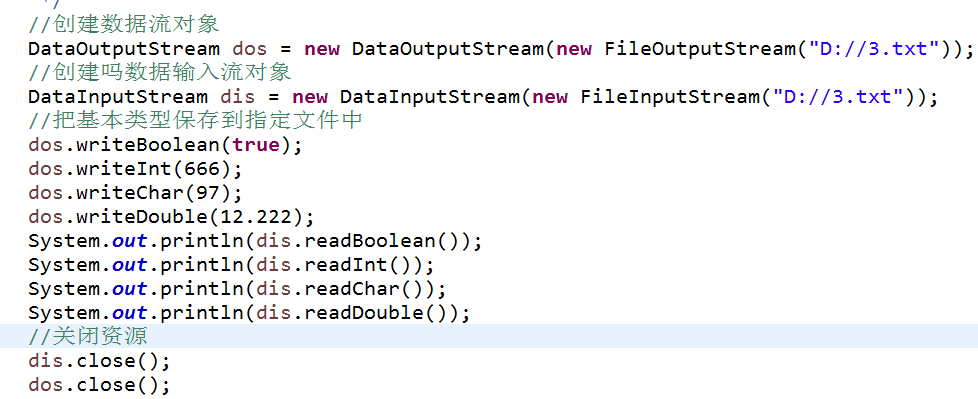 */
//创建数据流对象
DataOutputStream dos = new DataOutputStream(new FileOutputStream("D://3.txt"));
//创建吗数据输入流对象
DataInputStream dis = new DataInputStream(new FileInputStream("D://3.txt"));
//把基本类型保存到指定文件中
dos.writeBoolean(true);
dos.writeInt(666);
dos.writeChar(97);
dos.writeDouble(12.222);
System.out.println(dis.readBoolean());
System.out.println(dis.readInt());
System.out.println(dis.readChar());
System.out.println(dis.readDouble());
//关闭资源
dis.close();
dos.close();